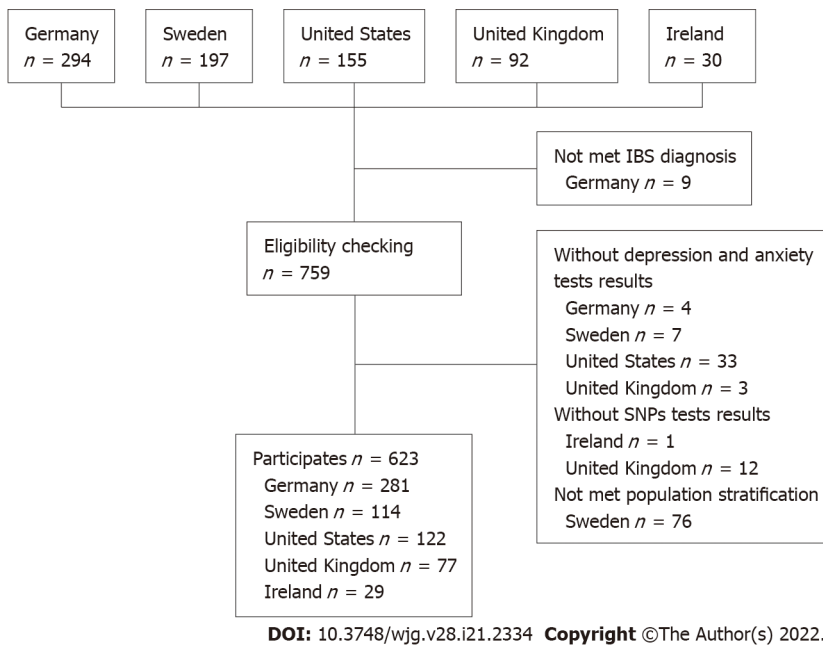 Germany
n = 294
Sweden
n = 197
United States
n = 155
United Kingdom
n = 92
Ireland
n = 30
Not met IBS diagnosis
Germany n = 9
Eligibility checking
n = 759
Without depression and anxiety
tests results
Germany n = 4
Sweden n = 7
United States n = 33
United Kingdom n = 3
Without SNPs tests results
Ireland n = 1
United Kingdom n = 12
Not met population stratification
Sweden n = 76
Participates n = 623
Germany n = 281
Sweden n = 114
United States n = 122
United Kingdom n = 77
Ireland n = 29
DOI: 10.3748/wjg.v28.i21.2334 Copyright ©The Author(s) 2022.